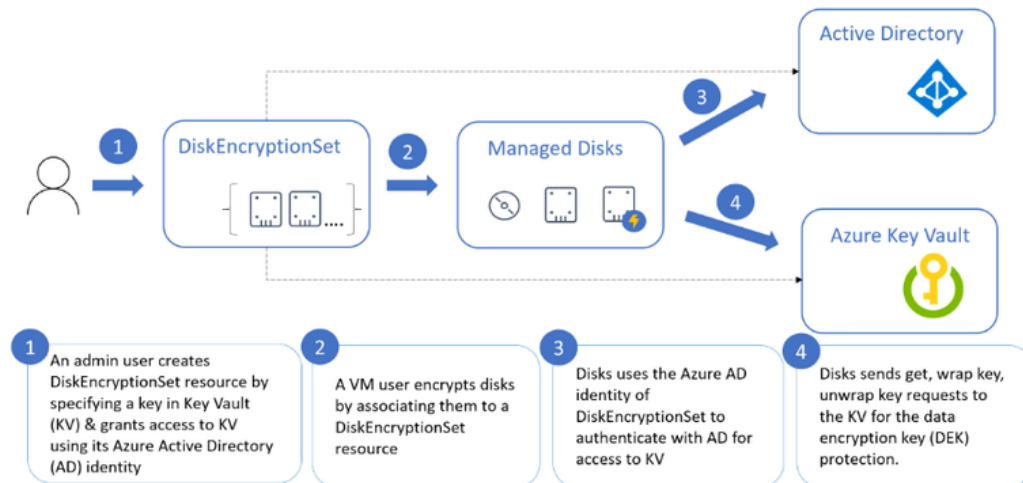 Active Directory
3
1
DiskEncryptionSet
2
Managed Disks
....
4
Azure Key Vault
1
An admin user creates
DiskEncryptionSet resource by
specifying a key in Key Vault
(KV) & grants access to KV
using its Azure Active Directory
(AD) identity
2
A VM user encrypts disks
by associating them to a
DiskEncryptionSet
resource
3
Disks uses the Azure AD
identity of
DiskEncryptionSet to
authenticate with AD for
access to KV
4
Disks sends get, wrap key,
unwrap key requests to
the KV for the data
encryption key (DEK)
protection.